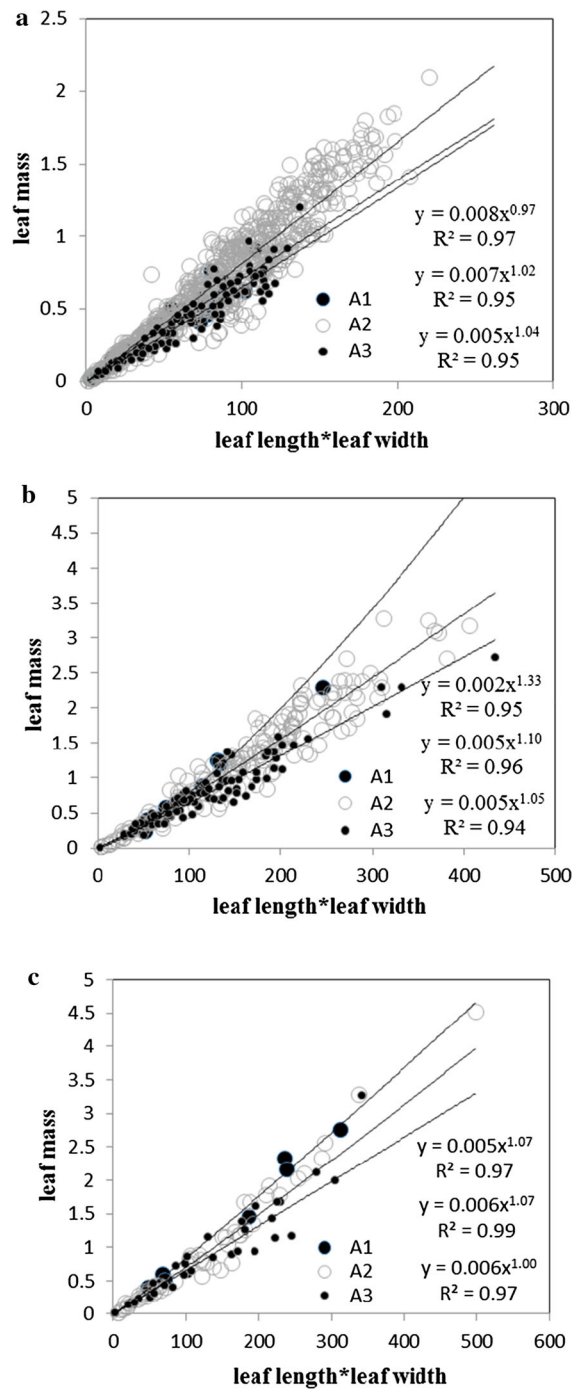 a
2.5
2
1.5
1
0.5
0
leaf mass
y = 0.008x^0.97
R² = 0.97
y = 0.007x^1.02
R² = 0.95
y = 0.005x^1.04
R² = 0.95
A1
A2
A3
0 100 200 300
leaf length*leaf width
b
5
4.5
4
3.5
3
2.5
2
1.5
1
0.5
0
leaf mass
y = 0.002x^1.33
R² = 0.95
y = 0.005x^1.10
R² = 0.96
y = 0.005x^1.05
R² = 0.94
A1
A2
A3
0 100 200 300 400 500
leaf length*leaf width
c
5
4.5
4
3.5
3
2.5
2
1.5
1
0.5
0
leaf mass
y = 0.005x^1.07
R² = 0.97
y = 0.006x^1.07
R² = 0.99
y = 0.006x^1.00
R² = 0.97
A1
A2
A3
0 100 200 300 400 500 600
leaf length*leaf width